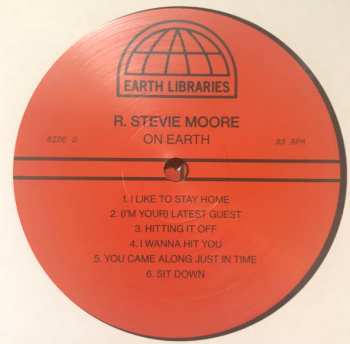 EARTH LIBRARIES
R. STEVIE MOORE
ON EARTH
33 RPM
1. I LIKE TO STAY HOME
2. (I'M YOUR) LATEST GUEST
3. HITTING IT OFF
4. I WANNA HIT YOU
5. YOU CAME ALONG JUST IN TIME
6. SIT DOWN